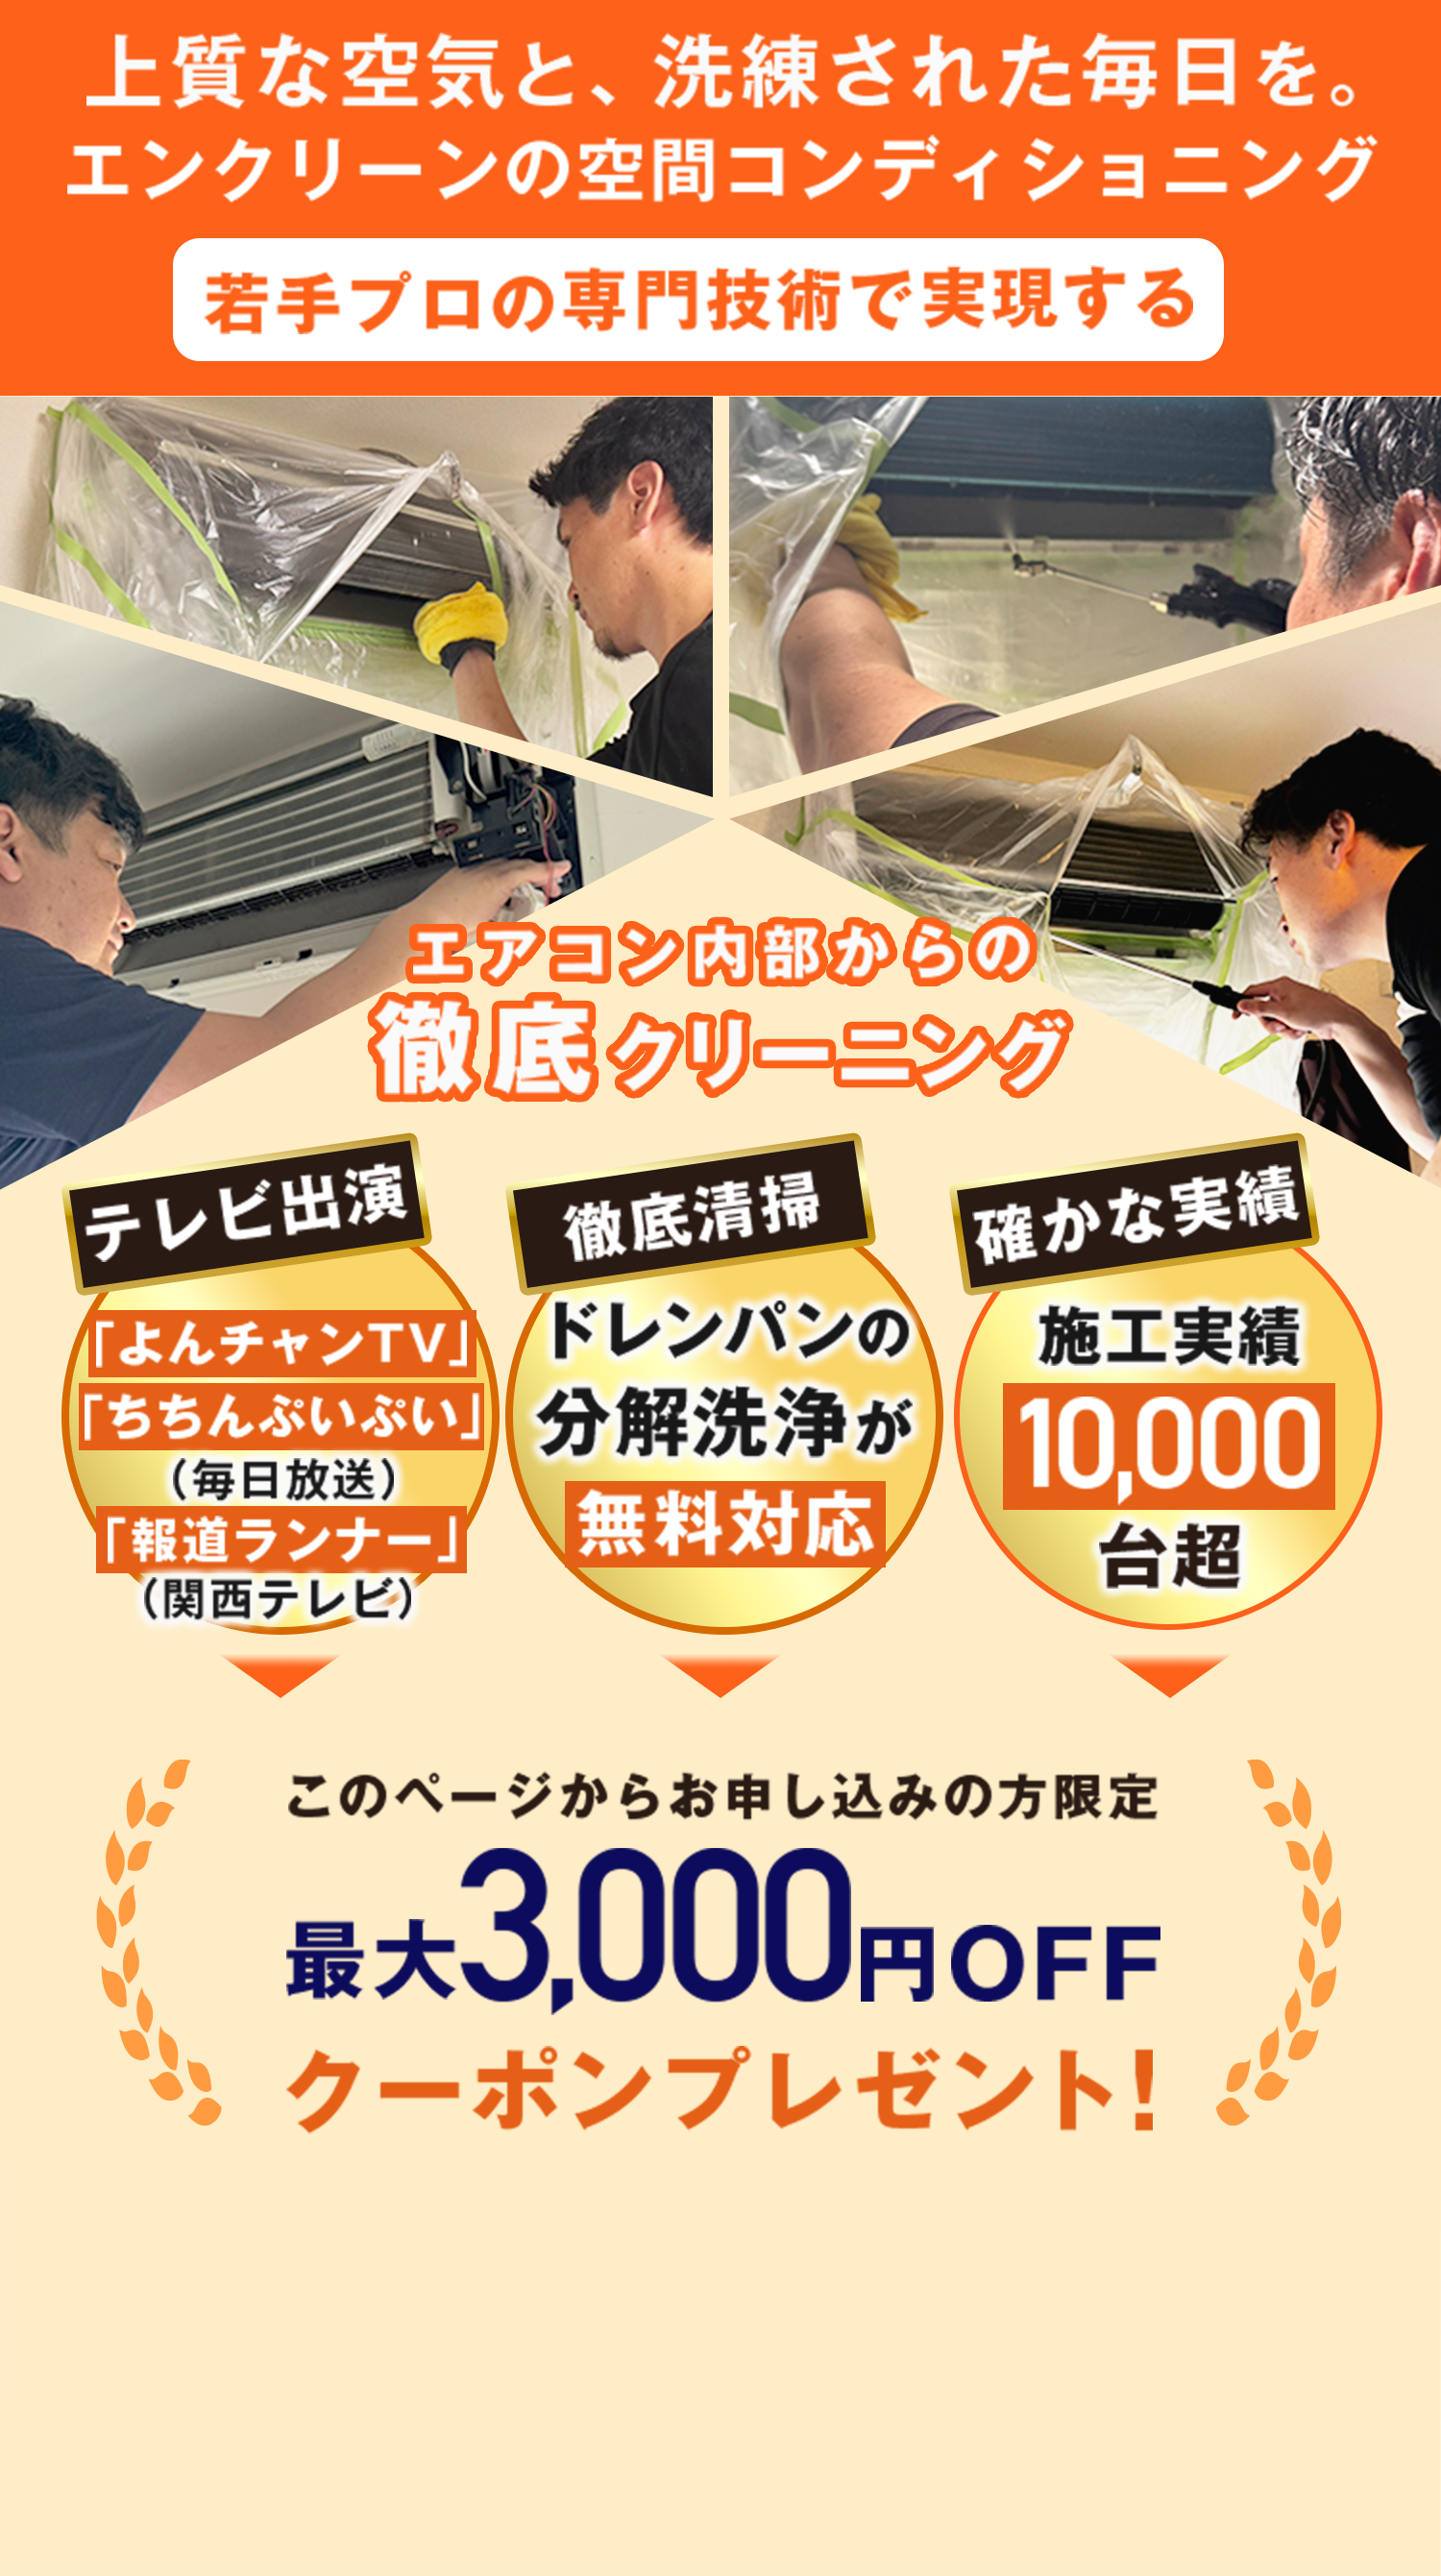 上質な空気と、洗練された毎日を。
エンクリーンの空間コンディショニング
若手プロの専門技術で実現する
エアコン内部からの
徹底クリーニング
テレビ出演
「よんチャンTV」
「ちちんぷいぷい」
（毎日放送）
「報道ランナー」
（関西テレビ）
徹底清掃
ドレンパンの
分解洗浄が
無料対応
確かな実績
施工実績
10,000
台超
このページからお申し込みの方限定
最大3,000円OFF
クーポンプレゼント！